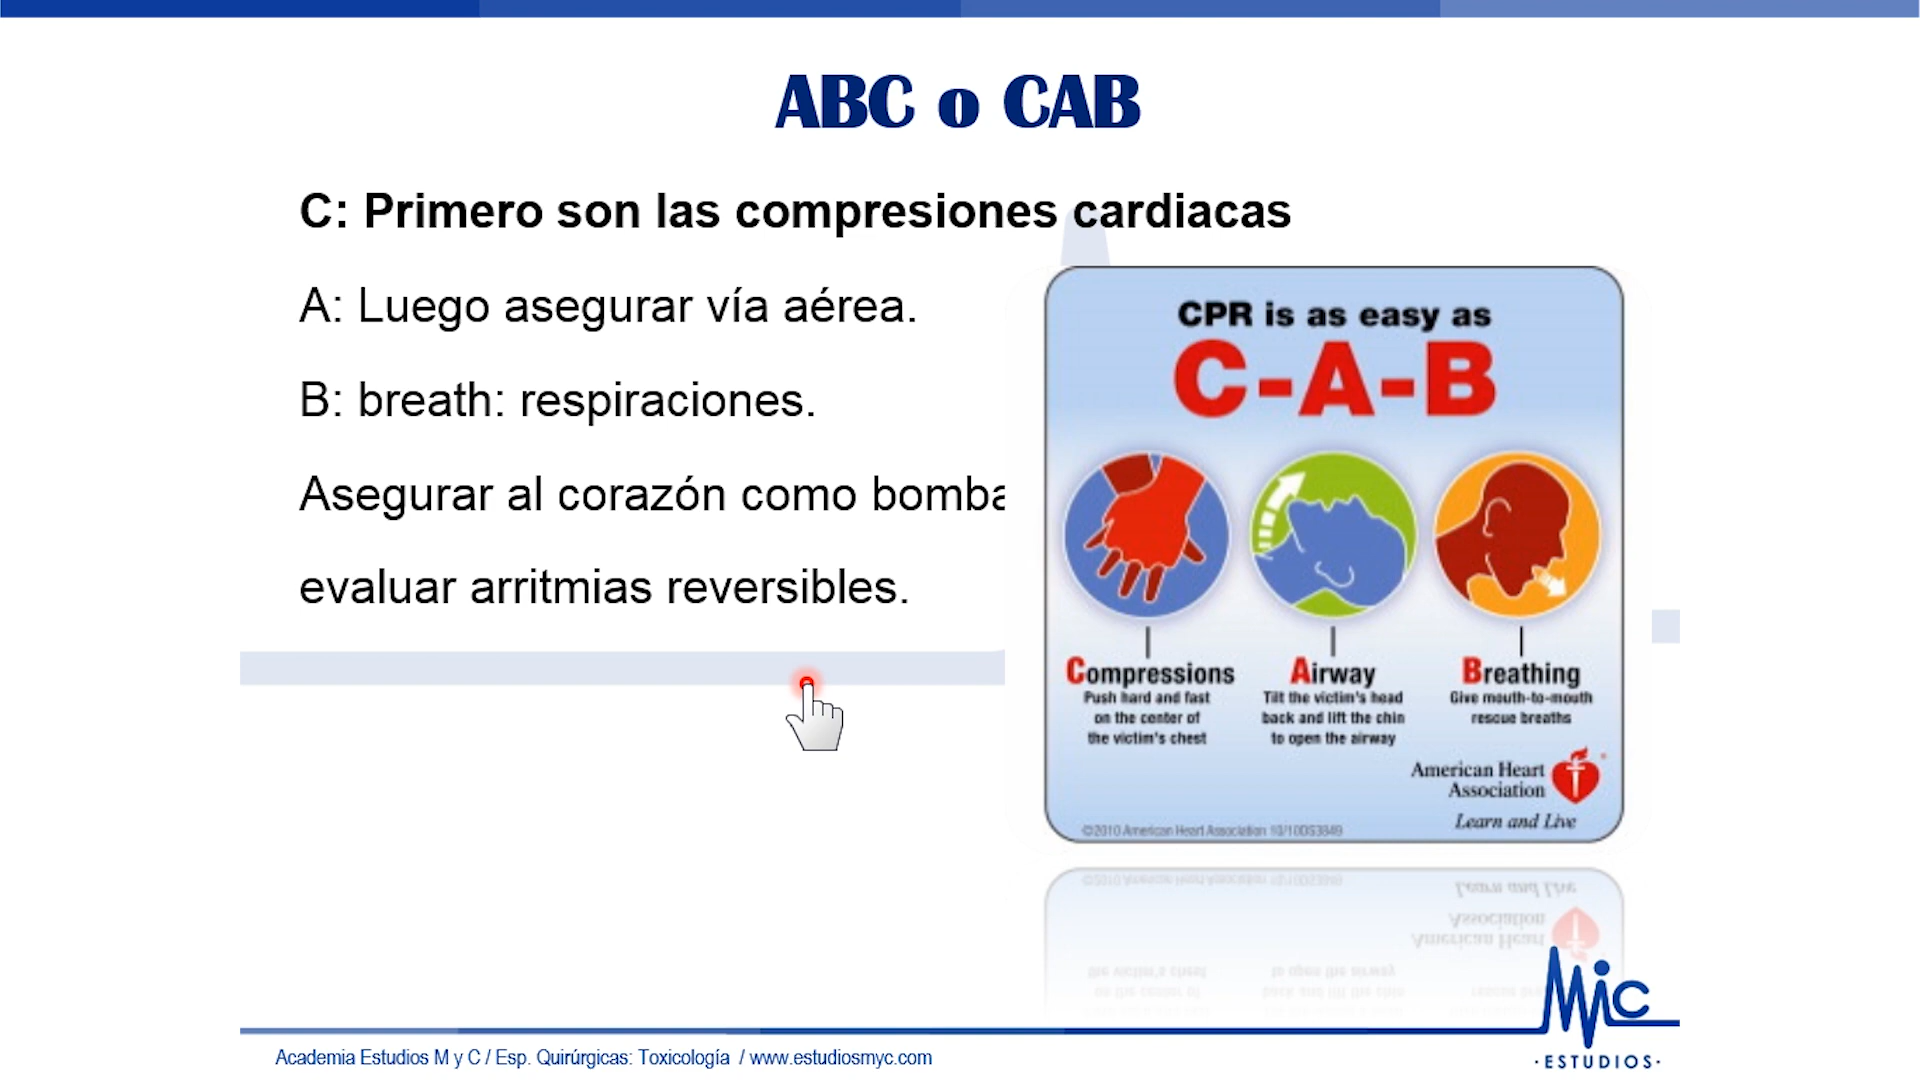 ABC o CAB
C: Primero son las compresiones cardiacas
A: Luego asegurar vía aérea.
B: breath: respiraciones.
Asegurar al corazón como bomba
evaluar arritmias reversibles.
CPR is as easy as
C-A-B
Compressions
Push hard and fast
on the center of
the victim's chest
Airway
Tilt the victim's head
back and lift the chin
to open the airway
Breathing
Give mouth-to-mouth
rescue breaths
American Heart
Association
Learn and Live
©2010 American Heart Association 10/10DS3849
MyC
·ESTUDIOS·
Academia Estudios M y C / Esp. Quirúrgicas: Toxicología / www.estudiosmyc.com